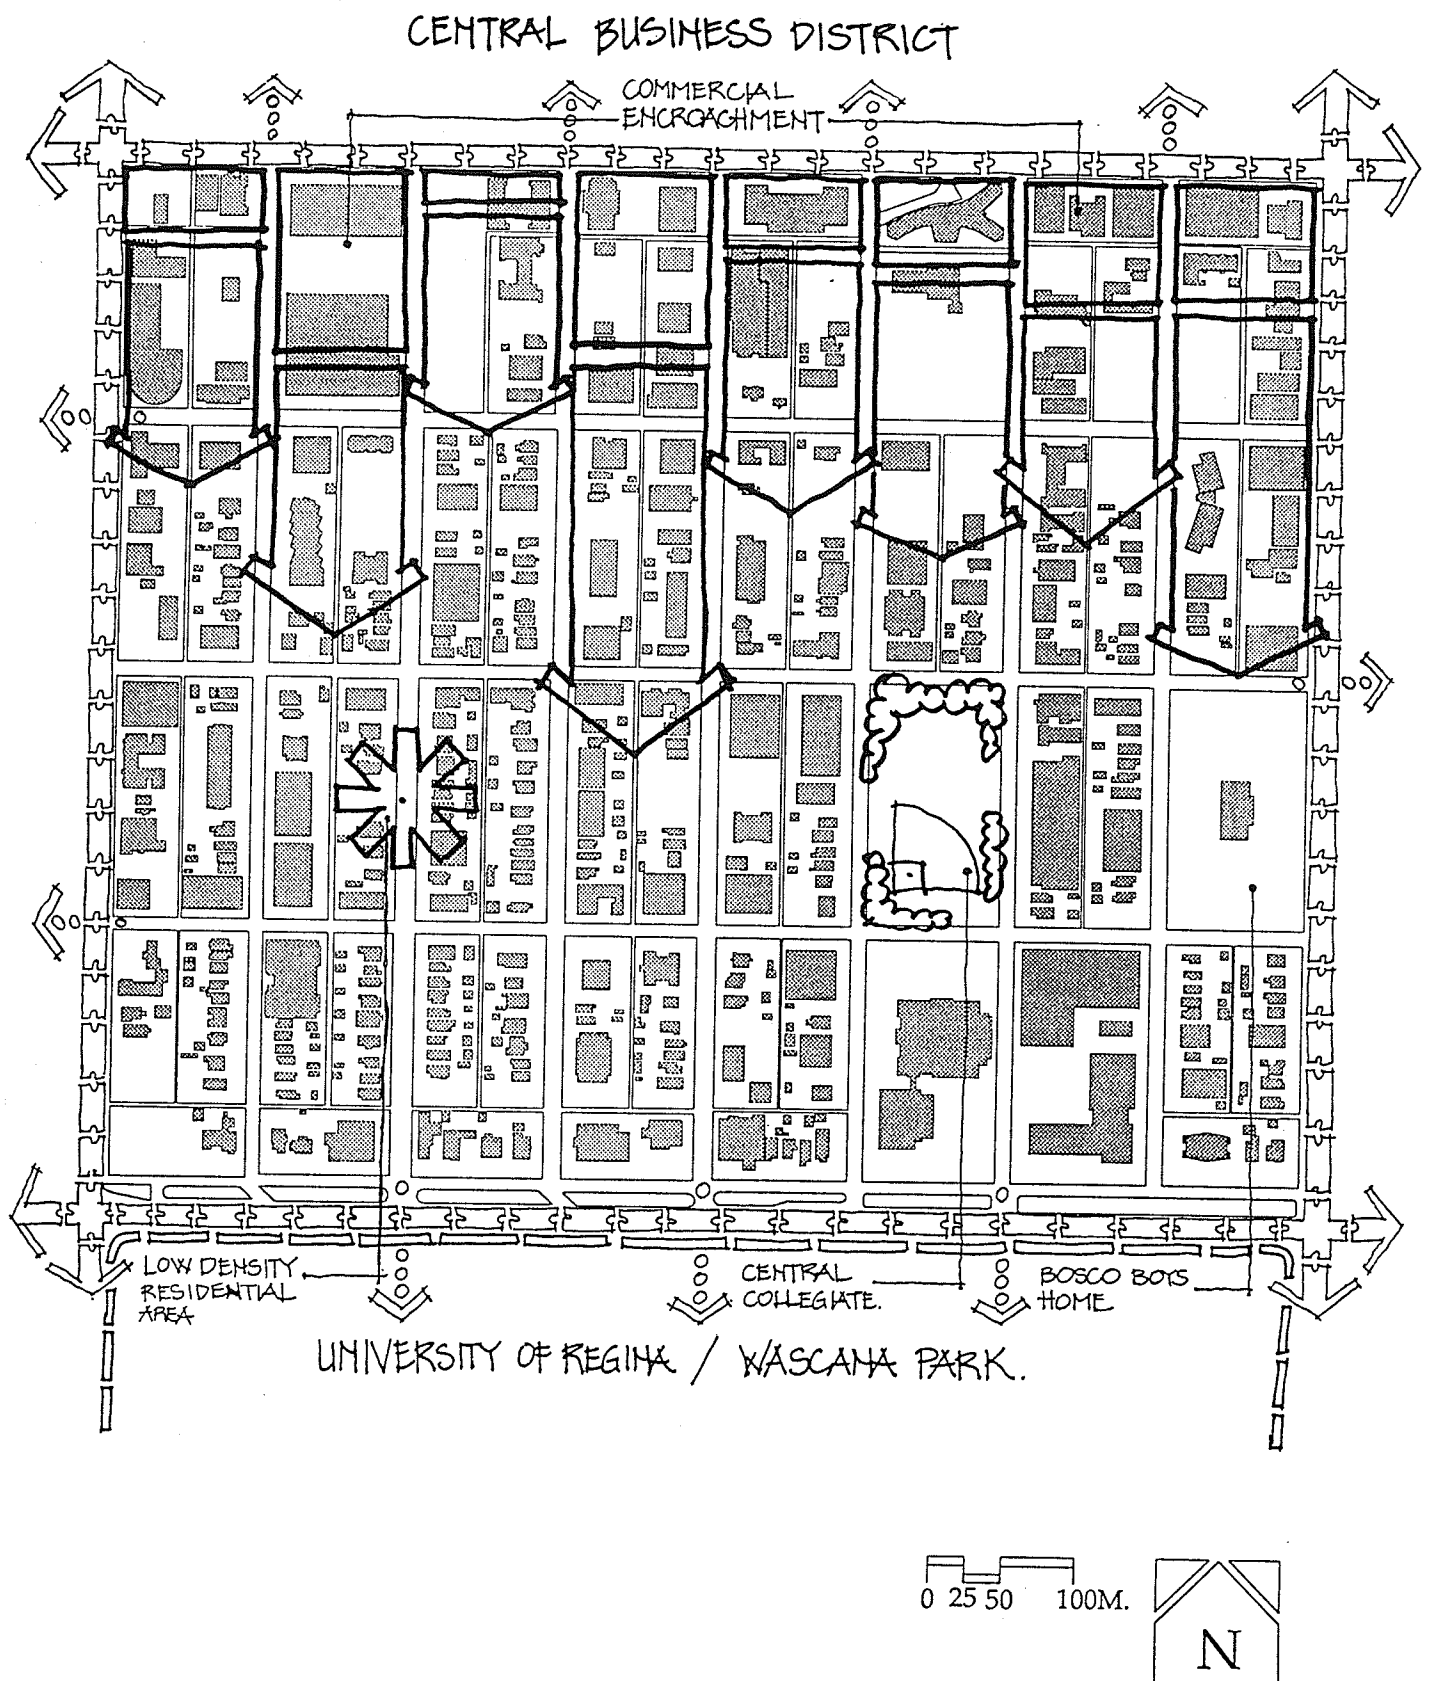 CENTRAL BUSINESS DISTRICT
COMMERCIAL
ENCROACHMENT
LOW DENSITY
RESIDENTIAL
AREA
CENTRAL
COLLEGIATE.
BOSCO BOYS
HOME
UNIVERSITY OF REGINA / WASCANA PARK.
0 25 50 100M.
N